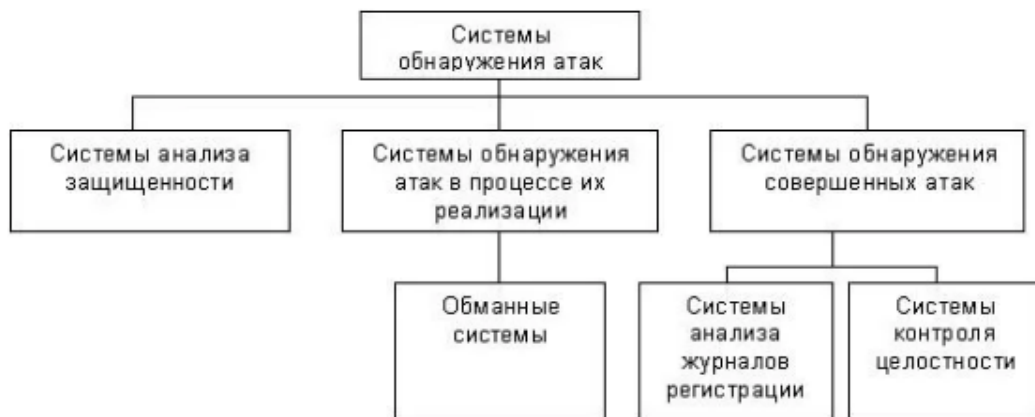 Системы
обнаружения атак
Системы анализа
защищенности
Системы обнаружения
атак в процессе их
реализации
Системы обнаружения
совершенных атак
Обманные
системы
Системы
анализа
журналов
регистрации
Системы
контроля
целостности